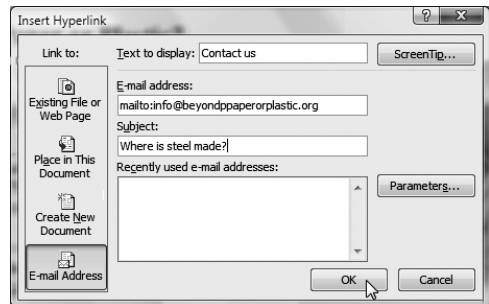 Insert Hyperlink
Link to:
Text to display: Contact us
ScreenTip...
Existing File or
Web Page
Place in This
Document
Create New
Document
E-mail Address
E-mail address:
mailto:info@beyondppaperorplastic.org
Subject:
Where is steel made?
Recently used e-mail addresses:
Parameters...
OK
Cancel